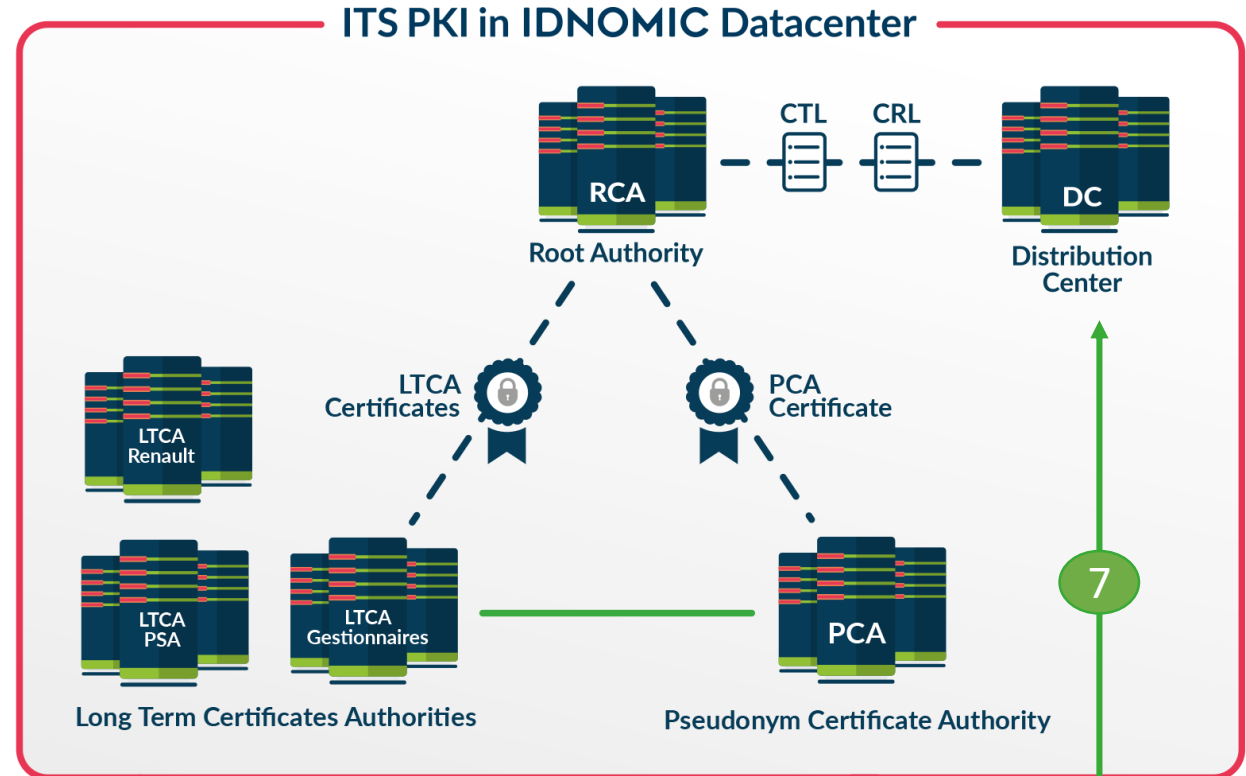 ITS PKI in IDNOMIC Datacenter
CTL
CRL
RCA
DC
Root Authority
Distribution
Center
LTCA
Certificates
PCA
Certificate
LTCA
Renault
LTCA
PSA
LTCA
Gestionnaires
PCA
7
Long Term Certificates Authorities
Pseudonym Certificate Authority